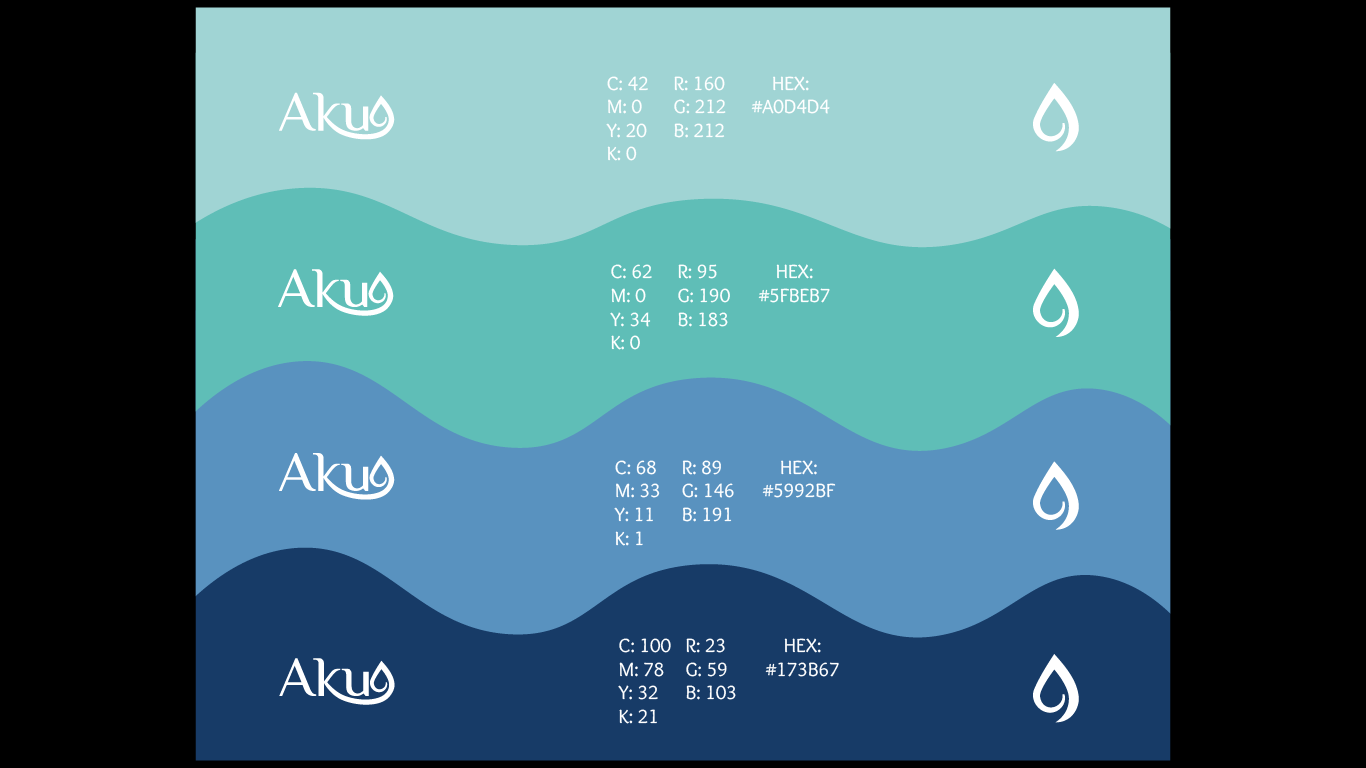 Akuo
C: 42 R: 160 HEX:
M: 0 G: 212 #A0D4D4
Y: 20 B: 212
K: 0
Akuo
C: 62 R: 95 HEX:
M: 0 G: 190 #5FBEB7
Y: 34 B: 183
K: 0
Akuo
C: 68 R: 89 HEX:
M: 33 G: 146 #5992BF
Y: 11 B: 191
K: 1
Akuo
C: 100 R: 23 HEX:
M: 78 G: 59 #173B67
Y: 32 B: 103
K: 21